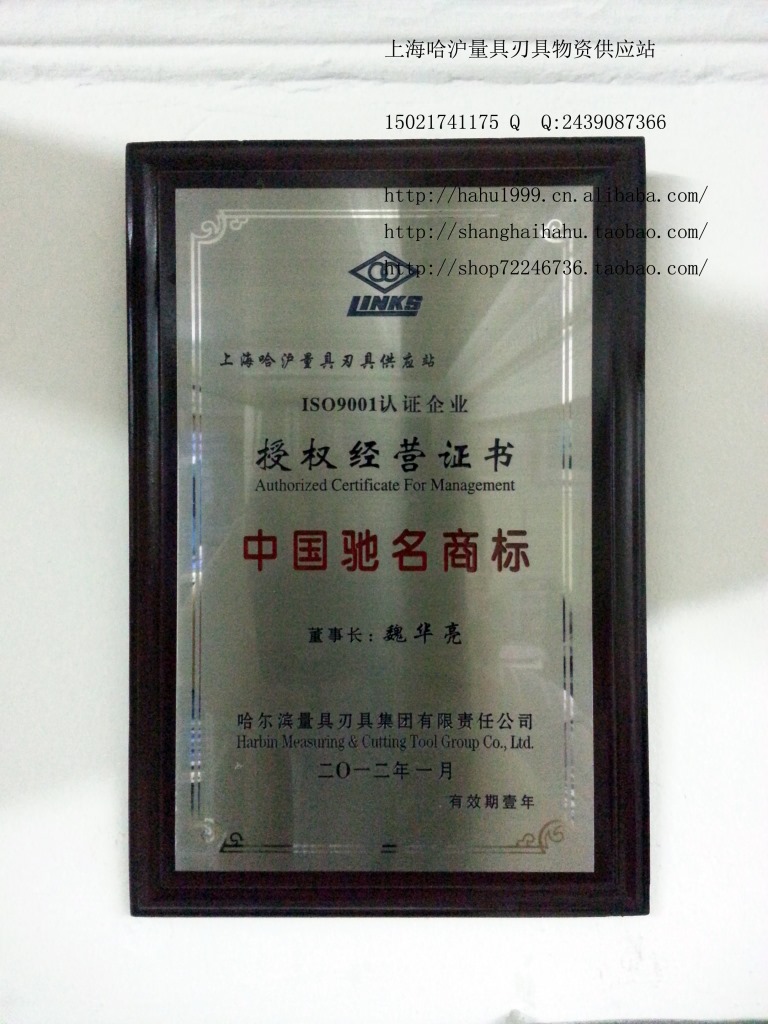 上海哈沪量具刃具物资供应站
15021741175 Q  Q:2439087366
http://hahu1999.cn.alibaba.com/
http://shanghaihahu.taobao.com/
http://shop72246736.taobao.com/
LINKS
上海哈沪量具刃具供应站
ISO9001认证企业
授权经营证书
Authorized Certificate For Management
中国驰名商标
董事长：魏华亮
哈尔滨量具刃具集团有限责任公司
Harbin Measuring & Cutting Tool Group Co., Ltd.
二〇一二年一月
有效期壹年